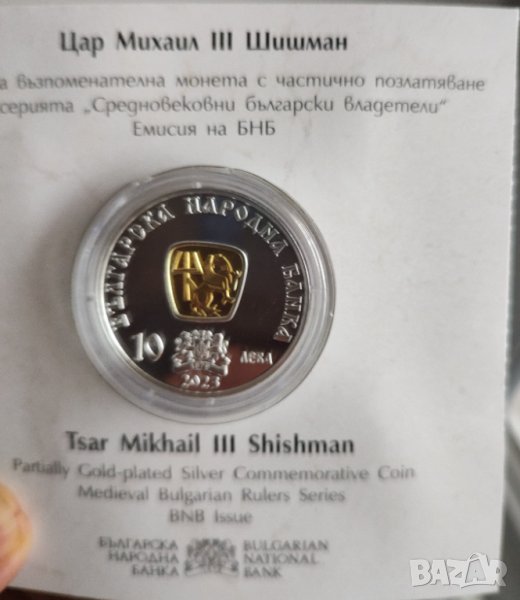 Цар Михаил III Шишман
възпоменателна монета с частично позлатяване
серията „Средновековни български владетели“
Емисия на БНБ
БЪЛГАРСКА НАРОДНА БАНКА
10 ЛЕВА
2023
Tsar Mikhail III Shishman
Partially Gold-plated Silver Commemorative Coin
Medieval Bulgarian Rulers Series
BNB Issue
БЪЛГАРСКА BULGARIAN
НАРОДНА NATIONAL
БАНКА BANK
BAZAR